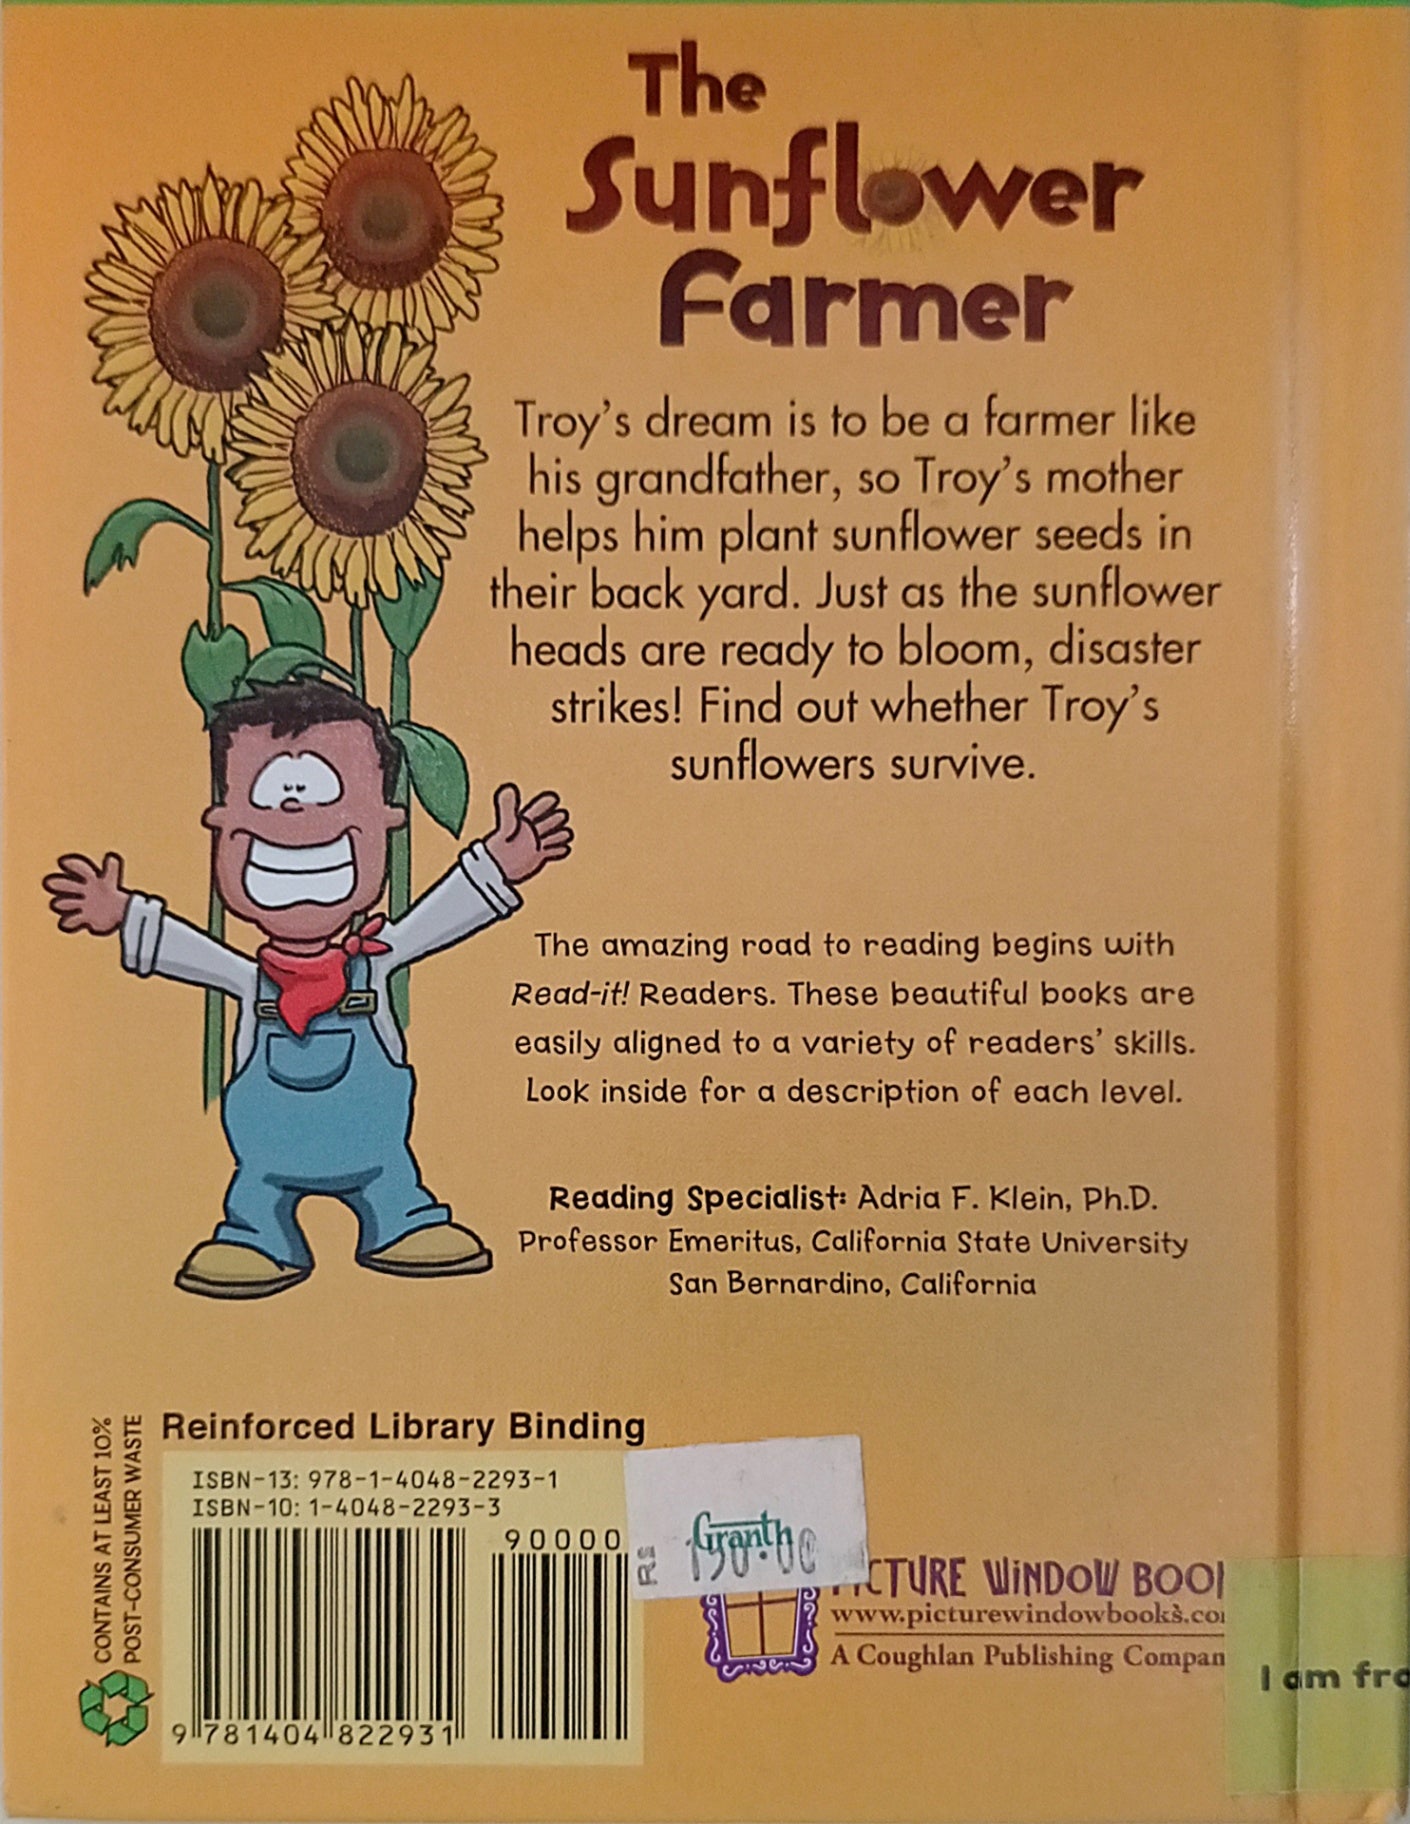 The
Sunflower
Farmer
Troy's dream is to be a farmer like
his grandfather, so Troy's mother
helps him plant sunflower seeds in
their back yard. Just as the sunflower
heads are ready to bloom, disaster
strikes! Find out whether Troy's
sunflowers survive.
The amazing road to reading begins with
Read-it! Readers. These beautiful books are
easily aligned to a variety of readers' skills.
Look inside for a description of each level.
Reading Specialist: Adria F. Klein, Ph.D.
Professor Emeritus, California State University
San Bernardino, California
CONTAINS AT LEAST 10%
POST-CONSUMER WASTE
Reinforced Library Binding
ISBN-13: 978-1-4048-2293-1
ISBN-10: 1-4048-2293-3
90000
9 781404 822931
Granth
RS
WINDOW
www.picturewindowbooks.co
A Coughlan Publishing Compan
I am fro